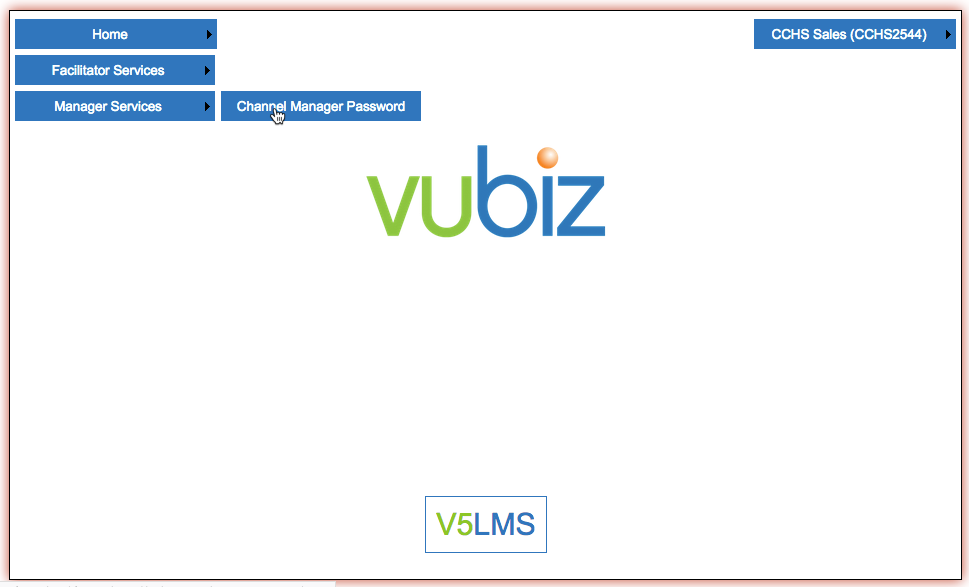 Home
CCHS Sales (CCHS2544)
Facilitator Services
Manager Services
Channel Manager Password
vubiz
V5LMS